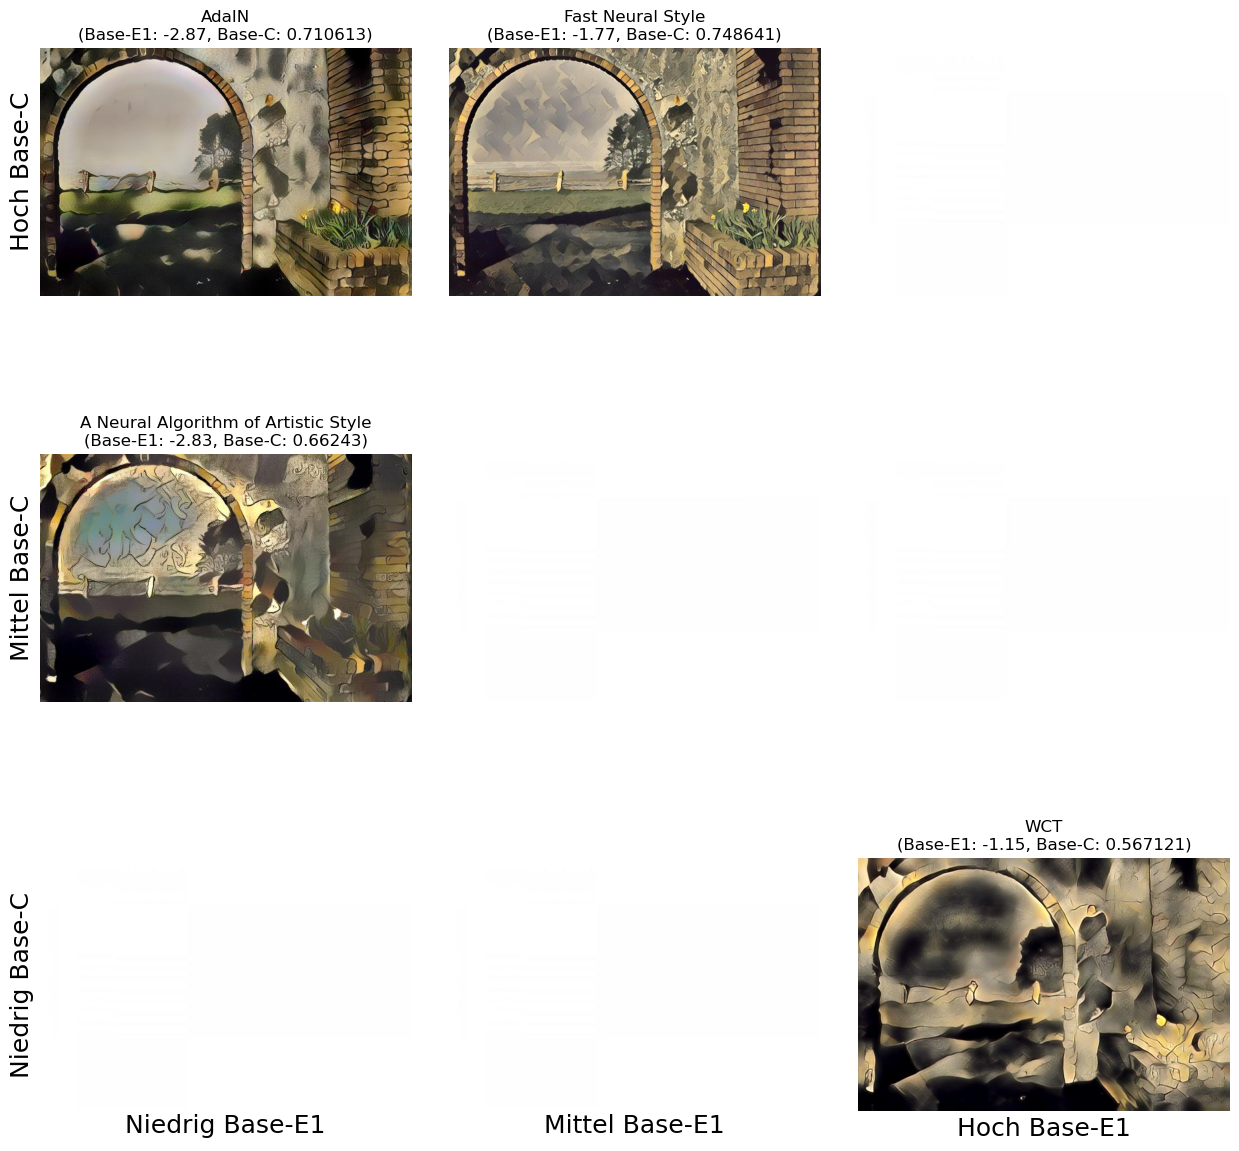 AdaIN
(Base-E1: -2.87, Base-C: 0.710613)
Fast Neural Style
(Base-E1: -1.77, Base-C: 0.748641)
Hoch Base-C
A Neural Algorithm of Artistic Style
(Base-E1: -2.83, Base-C: 0.66243)
Mittel Base-C
WCT
(Base-E1: -1.15, Base-C: 0.567121)
Niedrig Base-C
Niedrig Base-E1
Mittel Base-E1
Hoch Base-E1